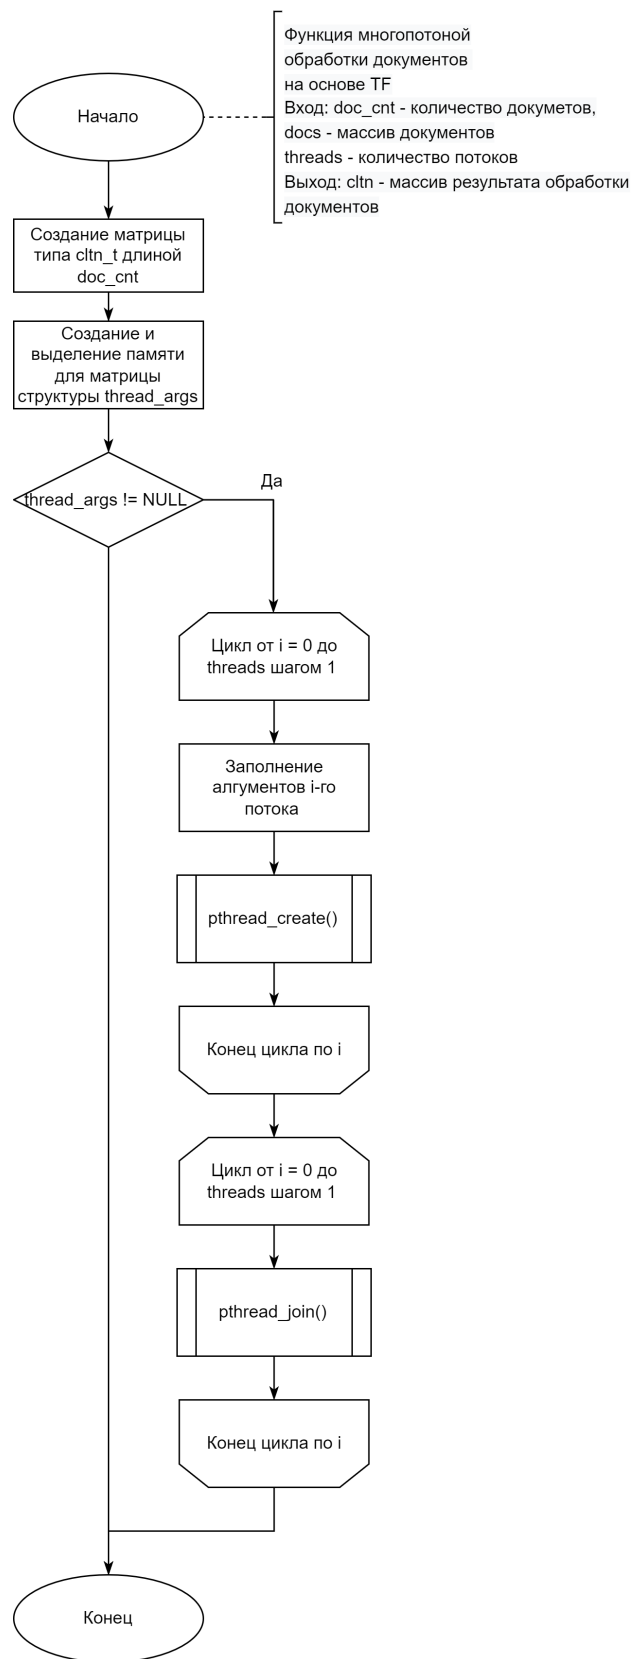 Функция многопотоной
обработки документов
на основе TF
Вход: doc_cnt - количество докуметов,
docs - массив документов
threads - количество потоков
Выход: cltn - массив результата обработки
документов
Начало
Создание матрицы
типа cltn_t длиной
doc_cnt
Создание и
выделение памяти
для матрицы
структуры thread_args
thread_args != NULL
Да
Цикл от i = 0 до
threads шагом 1
Заполнение
алгументов i-го
потока
pthread_create()
Конец цикла по i
Цикл от i = 0 до
threads шагом 1
pthread_join()
Конец цикла по i
Конец